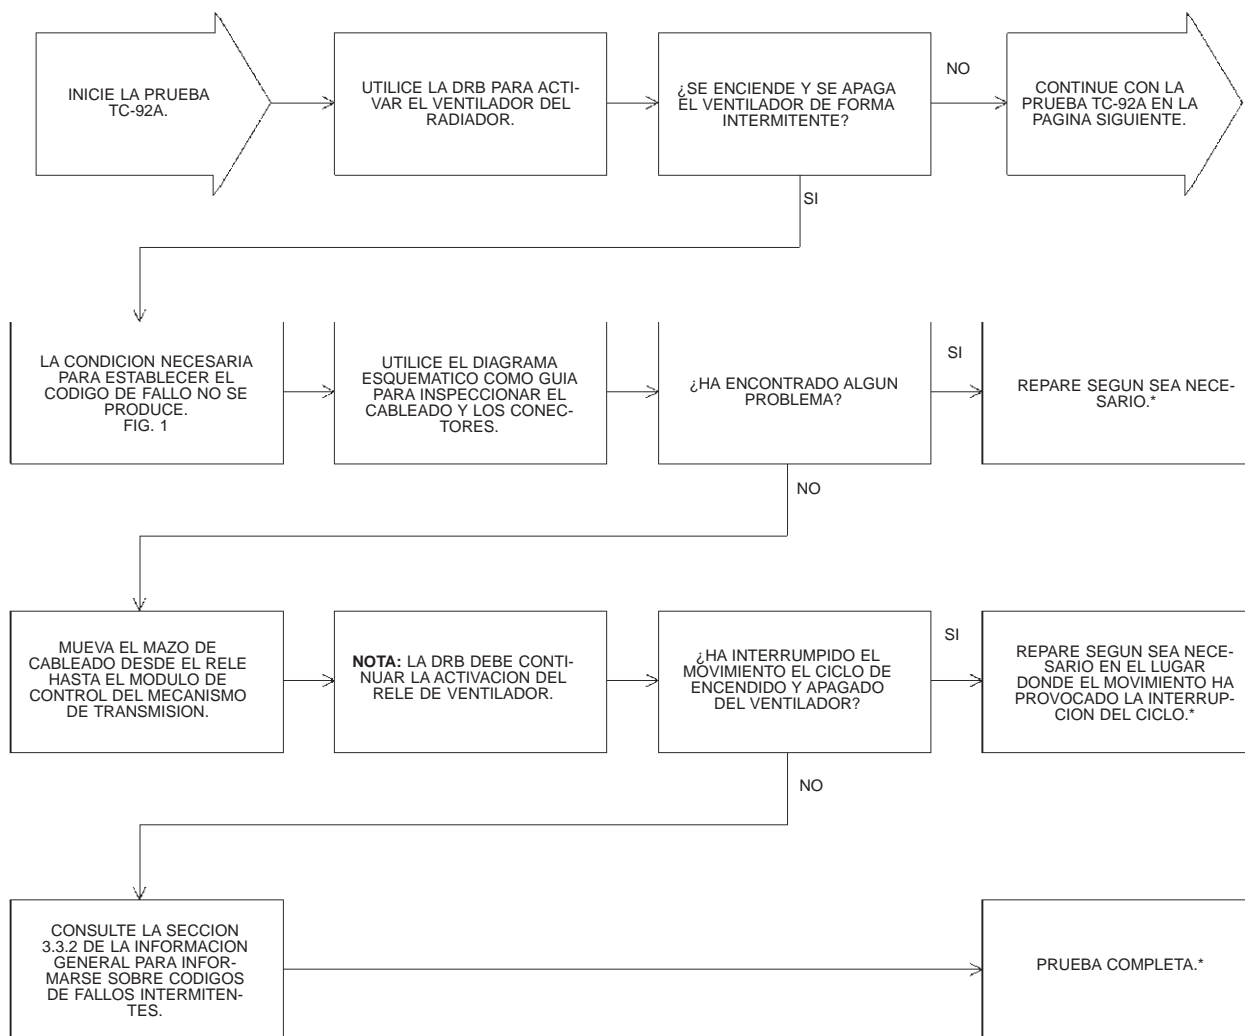 INICIE LA PRUEBA
TC-92A.
UTILICE LA DRB PARA ACTI-
VAR EL VENTILADOR DEL
RADIADOR.
¿SE ENCIENDE Y SE APAGA
EL VENTILADOR DE FORMA
INTERMITENTE?
NO
CONTINUE CON LA
PRUEBA TC-92A EN LA
PAGINA SIGUIENTE.
SI
LA CONDICION NECESARIA
PARA ESTABLECER EL
CODIGO DE FALLO NO SE
PRODUCE.
FIG. 1
UTILICE EL DIAGRAMA
ESQUEMATICO COMO GUIA
PARA INSPECCIONAR EL
CABLEADO Y LOS CONEC-
TORES.
¿HA ENCONTRADO ALGUN
PROBLEMA?
SI
REPARE SEGUN SEA NECE-
SARIO.*
NO
MUEVA EL MAZO DE
CABLEADO DESDE EL RELE
HASTA EL MODULO DE
CONTROL DEL MECANISMO
DE TRANSMISION.
NOTA: LA DRB DEBE CONTI-
NUAR LA ACTIVACION DEL
RELE DE VENTILADOR.
¿HA INTERRUMPIDO EL
MOVIMIENTO EL CICLO DE
ENCENDIDO Y APAGADO
DEL VENTILADOR?
SI
REPARE SEGUN SEA NECE-
SARIO EN EL LUGAR
DONDE EL MOVIMIENTO HA
PROVOCADO LA INTERRUP-
CION DEL CICLO.*
NO
CONSULTE LA SECCION
3.3.2 DE LA INFORMACION
GENERAL PARA INFOR-
MARSE SOBRE CODIGOS
DE FALLOS INTERMITEN-
TES.
PRUEBA COMPLETA.*